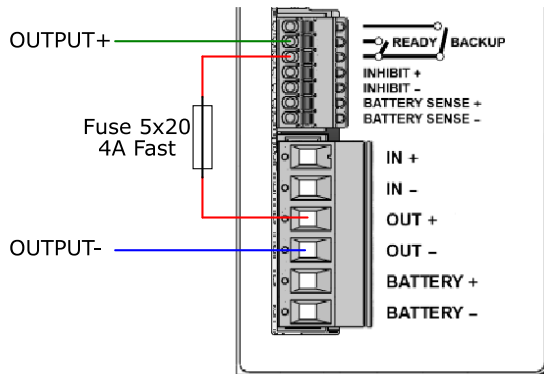 OUTPUT+
READY BACKUP
INHIBIT +
INHIBIT −
BATTERY SENSE +
BATTERY SENSE −
Fuse 5x20
4A Fast
IN +
IN −
OUT +
OUTPUT-
OUT −
BATTERY +
BATTERY −